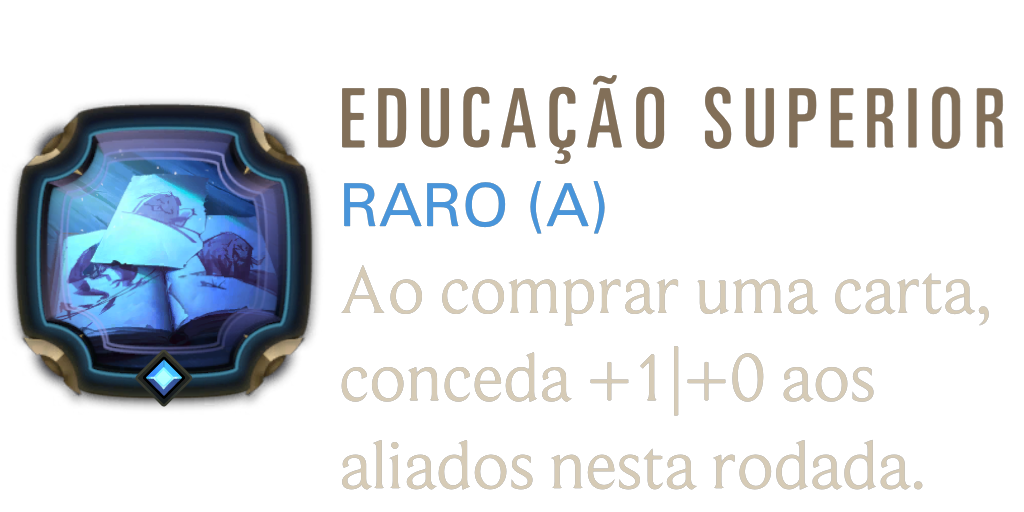 EDUCAÇÃO SUPERIOR
RARO (A)
Ao comprar uma carta,
conceda +1|+0 aos
aliados nesta rodada.